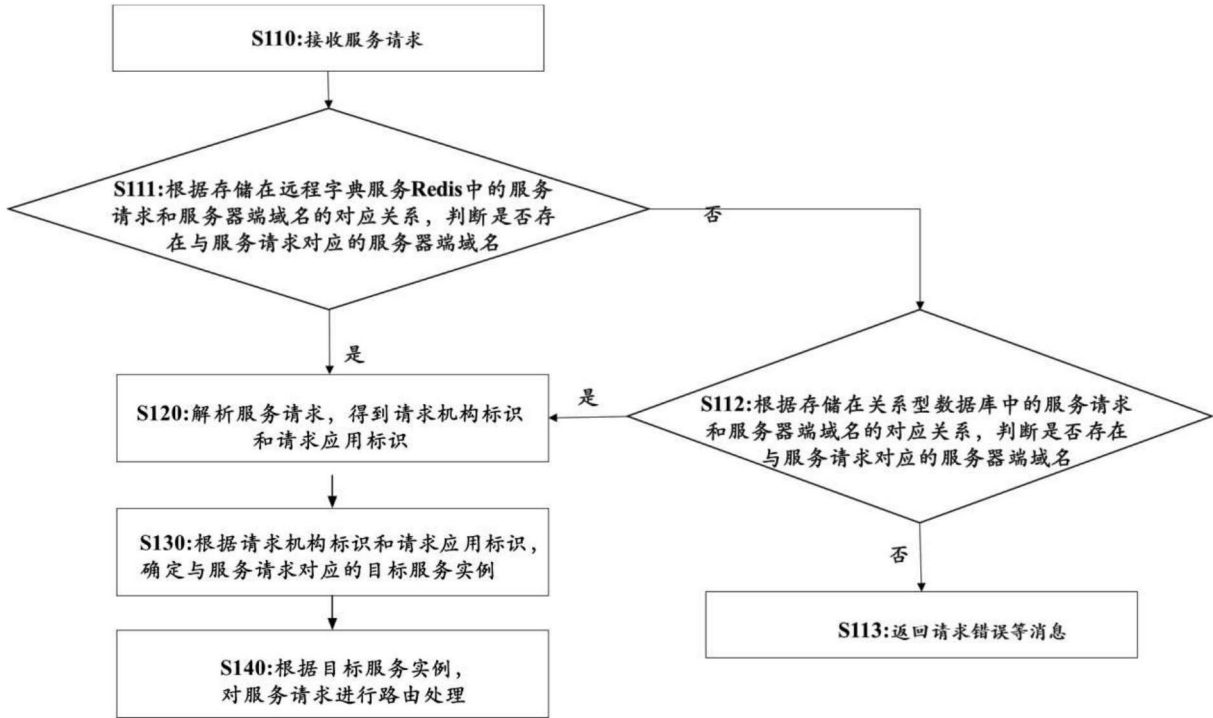 S110:接收服务请求
S111:根据存储在远程字典服务Redis中的服务
请求和服务器端域名的对应关系，判断是否存
在与服务请求对应的服务器端域名
否
是
S120:解析服务请求，得到请求机构标识
和请求应用标识
是
S112:根据存储在关系型数据库中的服务请求
和服务器端域名的对应关系，判断是否存在
与服务请求对应的服务器端域名
S130:根据请求机构标识和请求应用标识，
确定与服务请求对应的目标服务实例
否
S113:返回请求错误等消息
S140:根据目标服务实例，
对服务请求进行路由处理